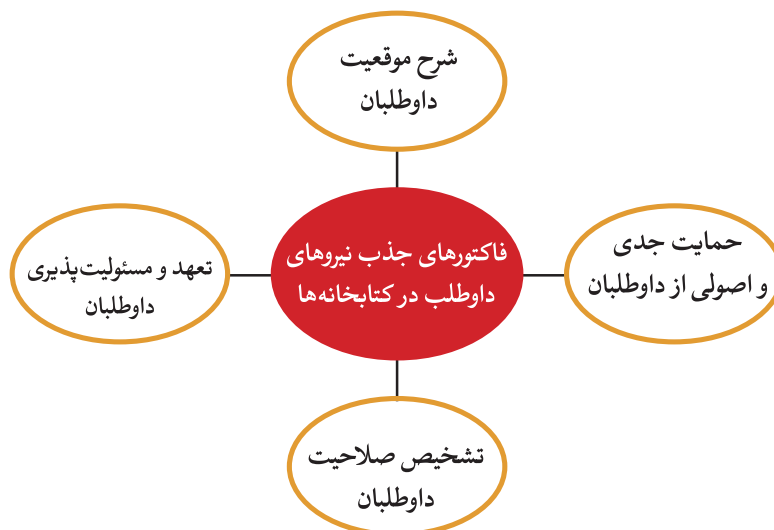 شرح موقعیت
داوطلبان
فاکتورهای جذب نیروهای
داوطلب در کتابخانه‌ها
حمایت جدی
و اصولی از داوطلبان
تعهد و مسئولیت‌پذیری
داوطلبان
تشخیص صلاحیت
داوطلبان